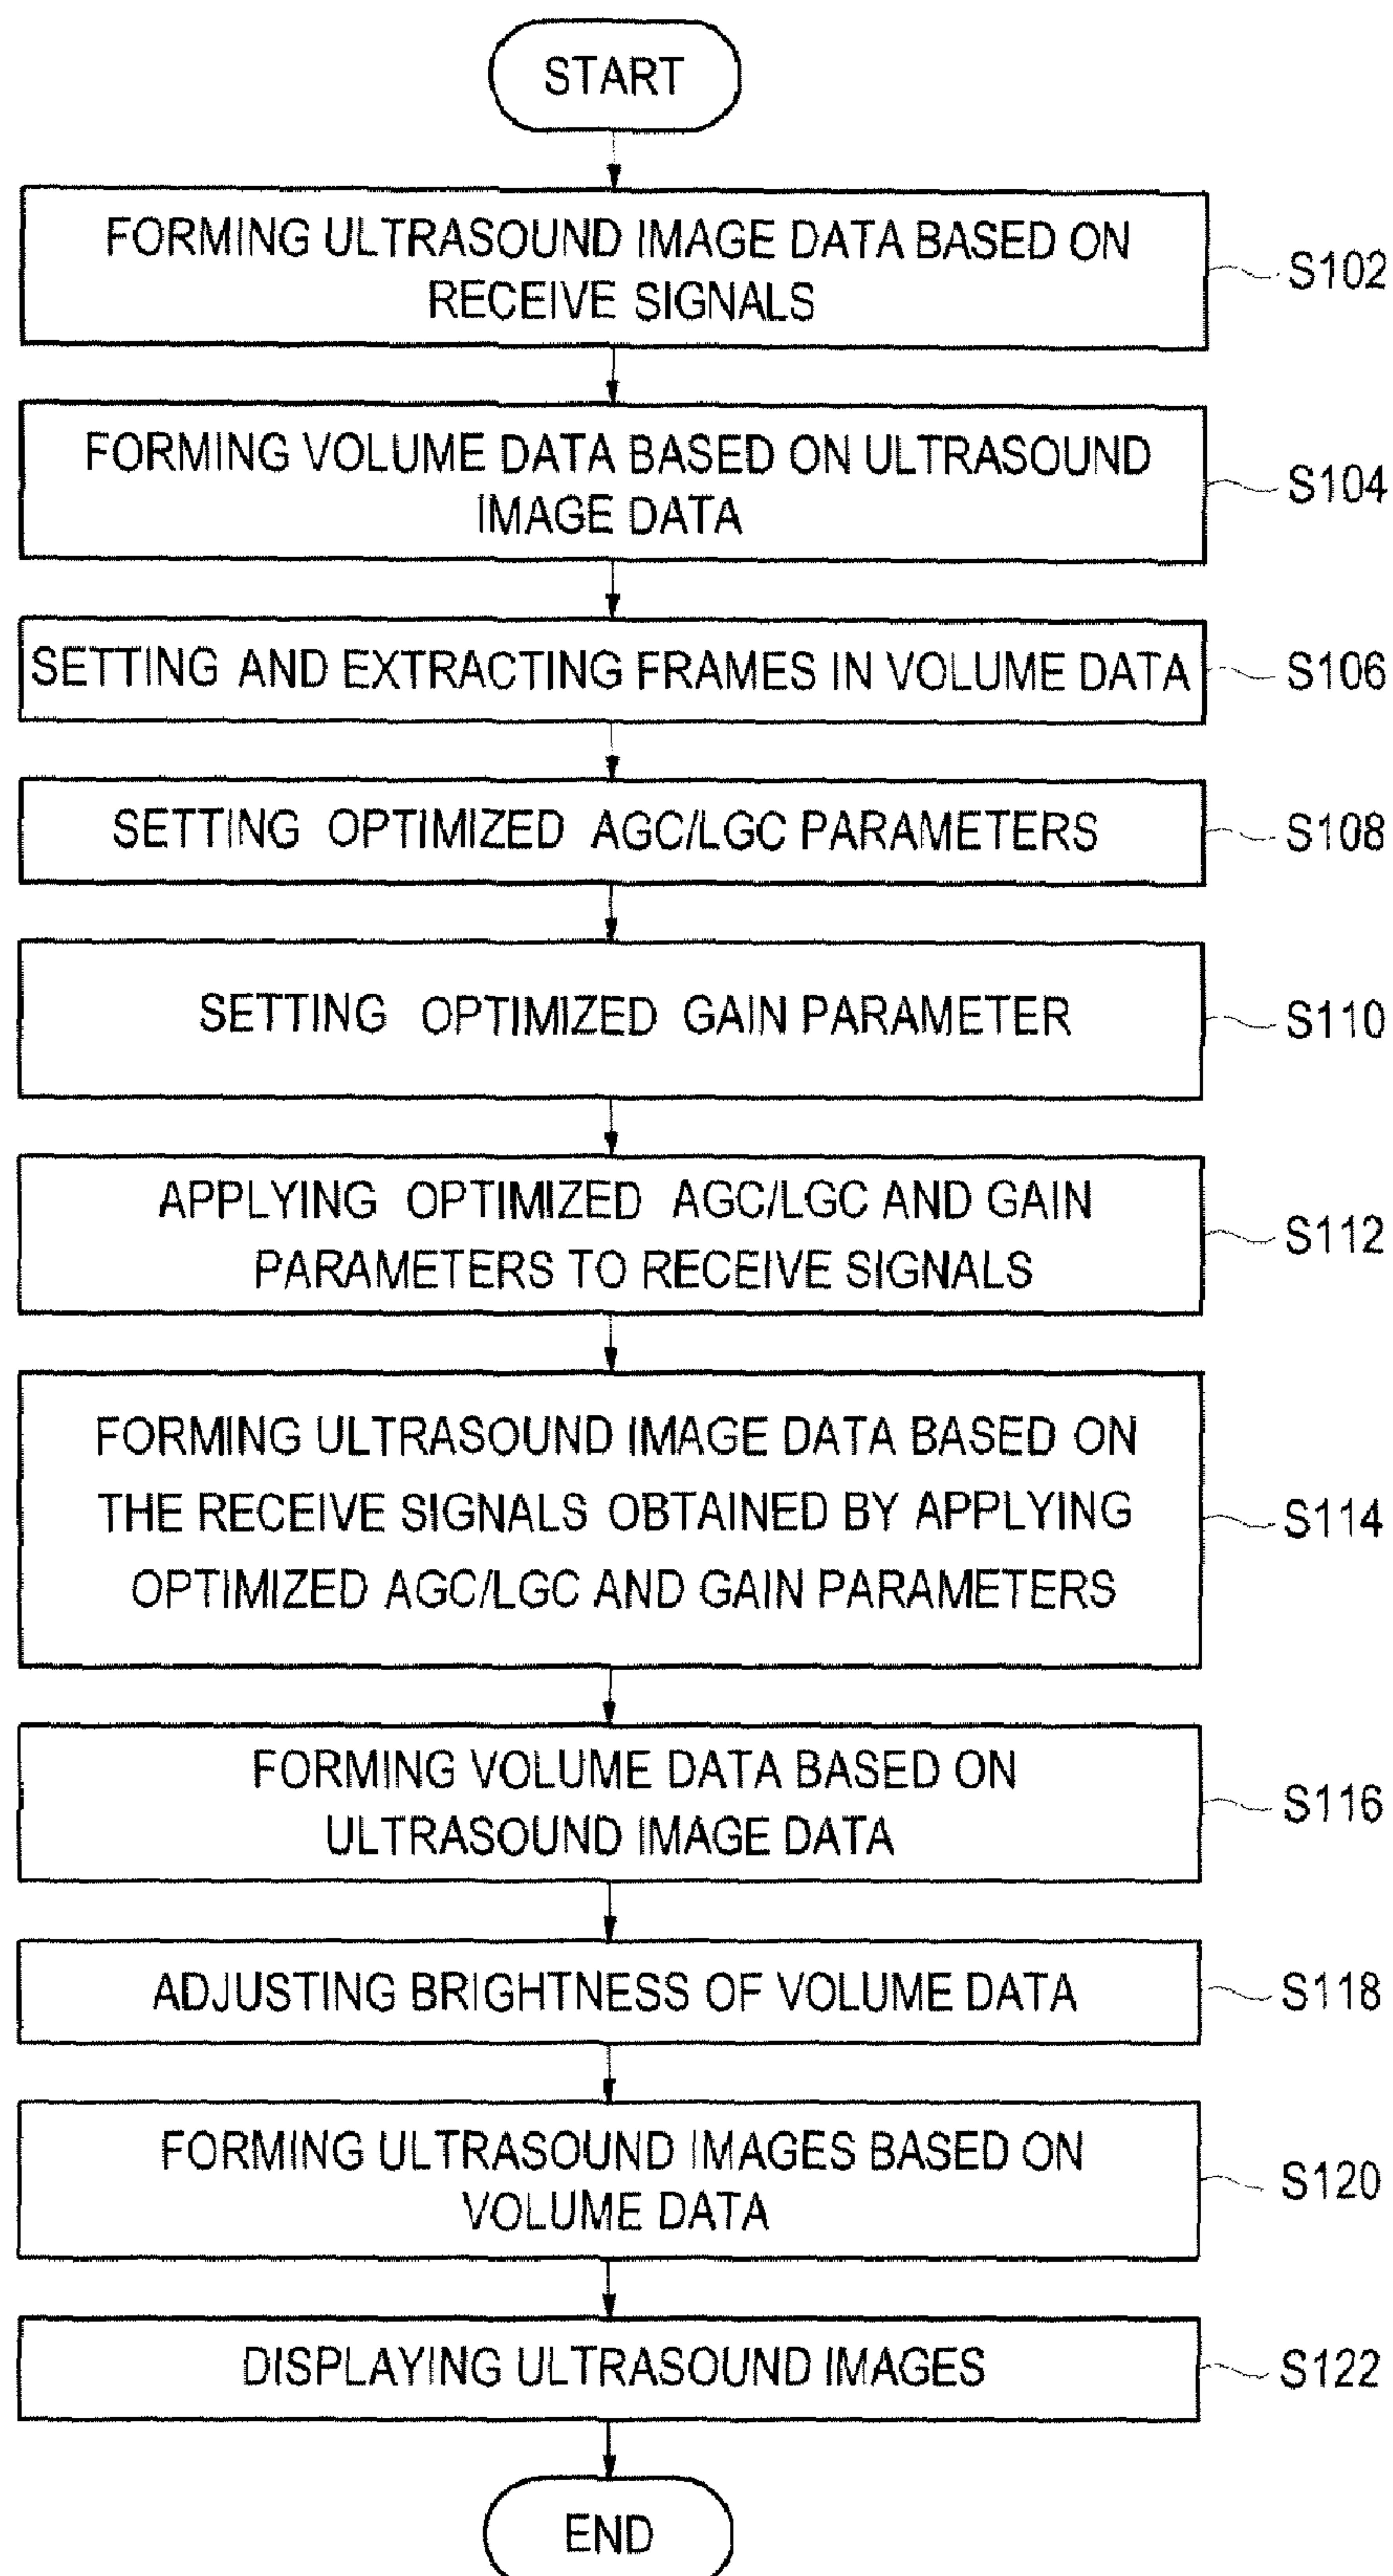 START
FORMING ULTRASOUND IMAGE DATA BASED ON
RECEIVE SIGNALS
S102
FORMING VOLUME DATA BASED ON ULTRASOUND
IMAGE DATA
S104
SETTING AND EXTRACTING FRAMES IN VOLUME DATA
S106
SETTING OPTIMIZED AGC/LGC PARAMETERS
S108
SETTING OPTIMIZED GAIN PARAMETER
S110
APPLYING OPTIMIZED AGC/LGC AND GAIN
PARAMETERS TO RECEIVE SIGNALS
S112
FORMING ULTRASOUND IMAGE DATA BASED ON
THE RECEIVE SIGNALS OBTAINED BY APPLYING
OPTIMIZED AGC/LGC AND GAIN PARAMETERS
S114
FORMING VOLUME DATA BASED ON
ULTRASOUND IMAGE DATA
S116
ADJUSTING BRIGHTNESS OF VOLUME DATA
S118
FORMING ULTRASOUND IMAGES BASED ON
VOLUME DATA
S120
DISPLAYING ULTRASOUND IMAGES
S122
END